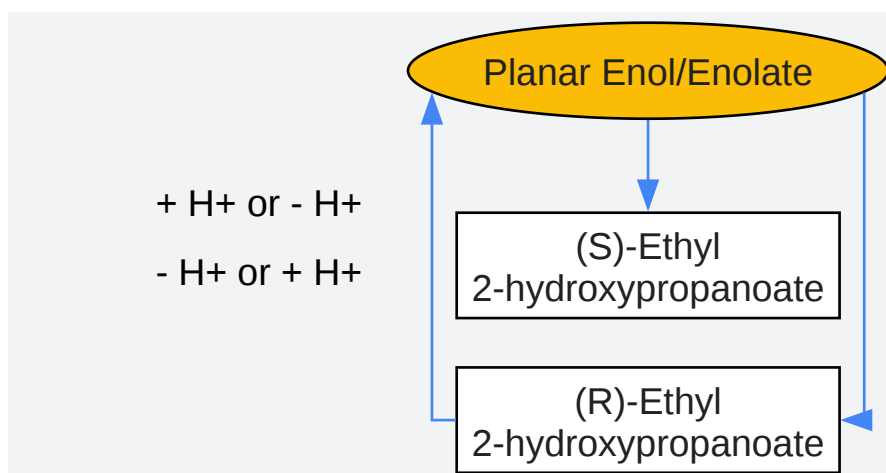 Planar Enol/Enolate
+ H+ or - H+
- H+ or + H+
(S)-Ethyl
2-hydroxypropanoate
(R)-Ethyl
2-hydroxypropanoate